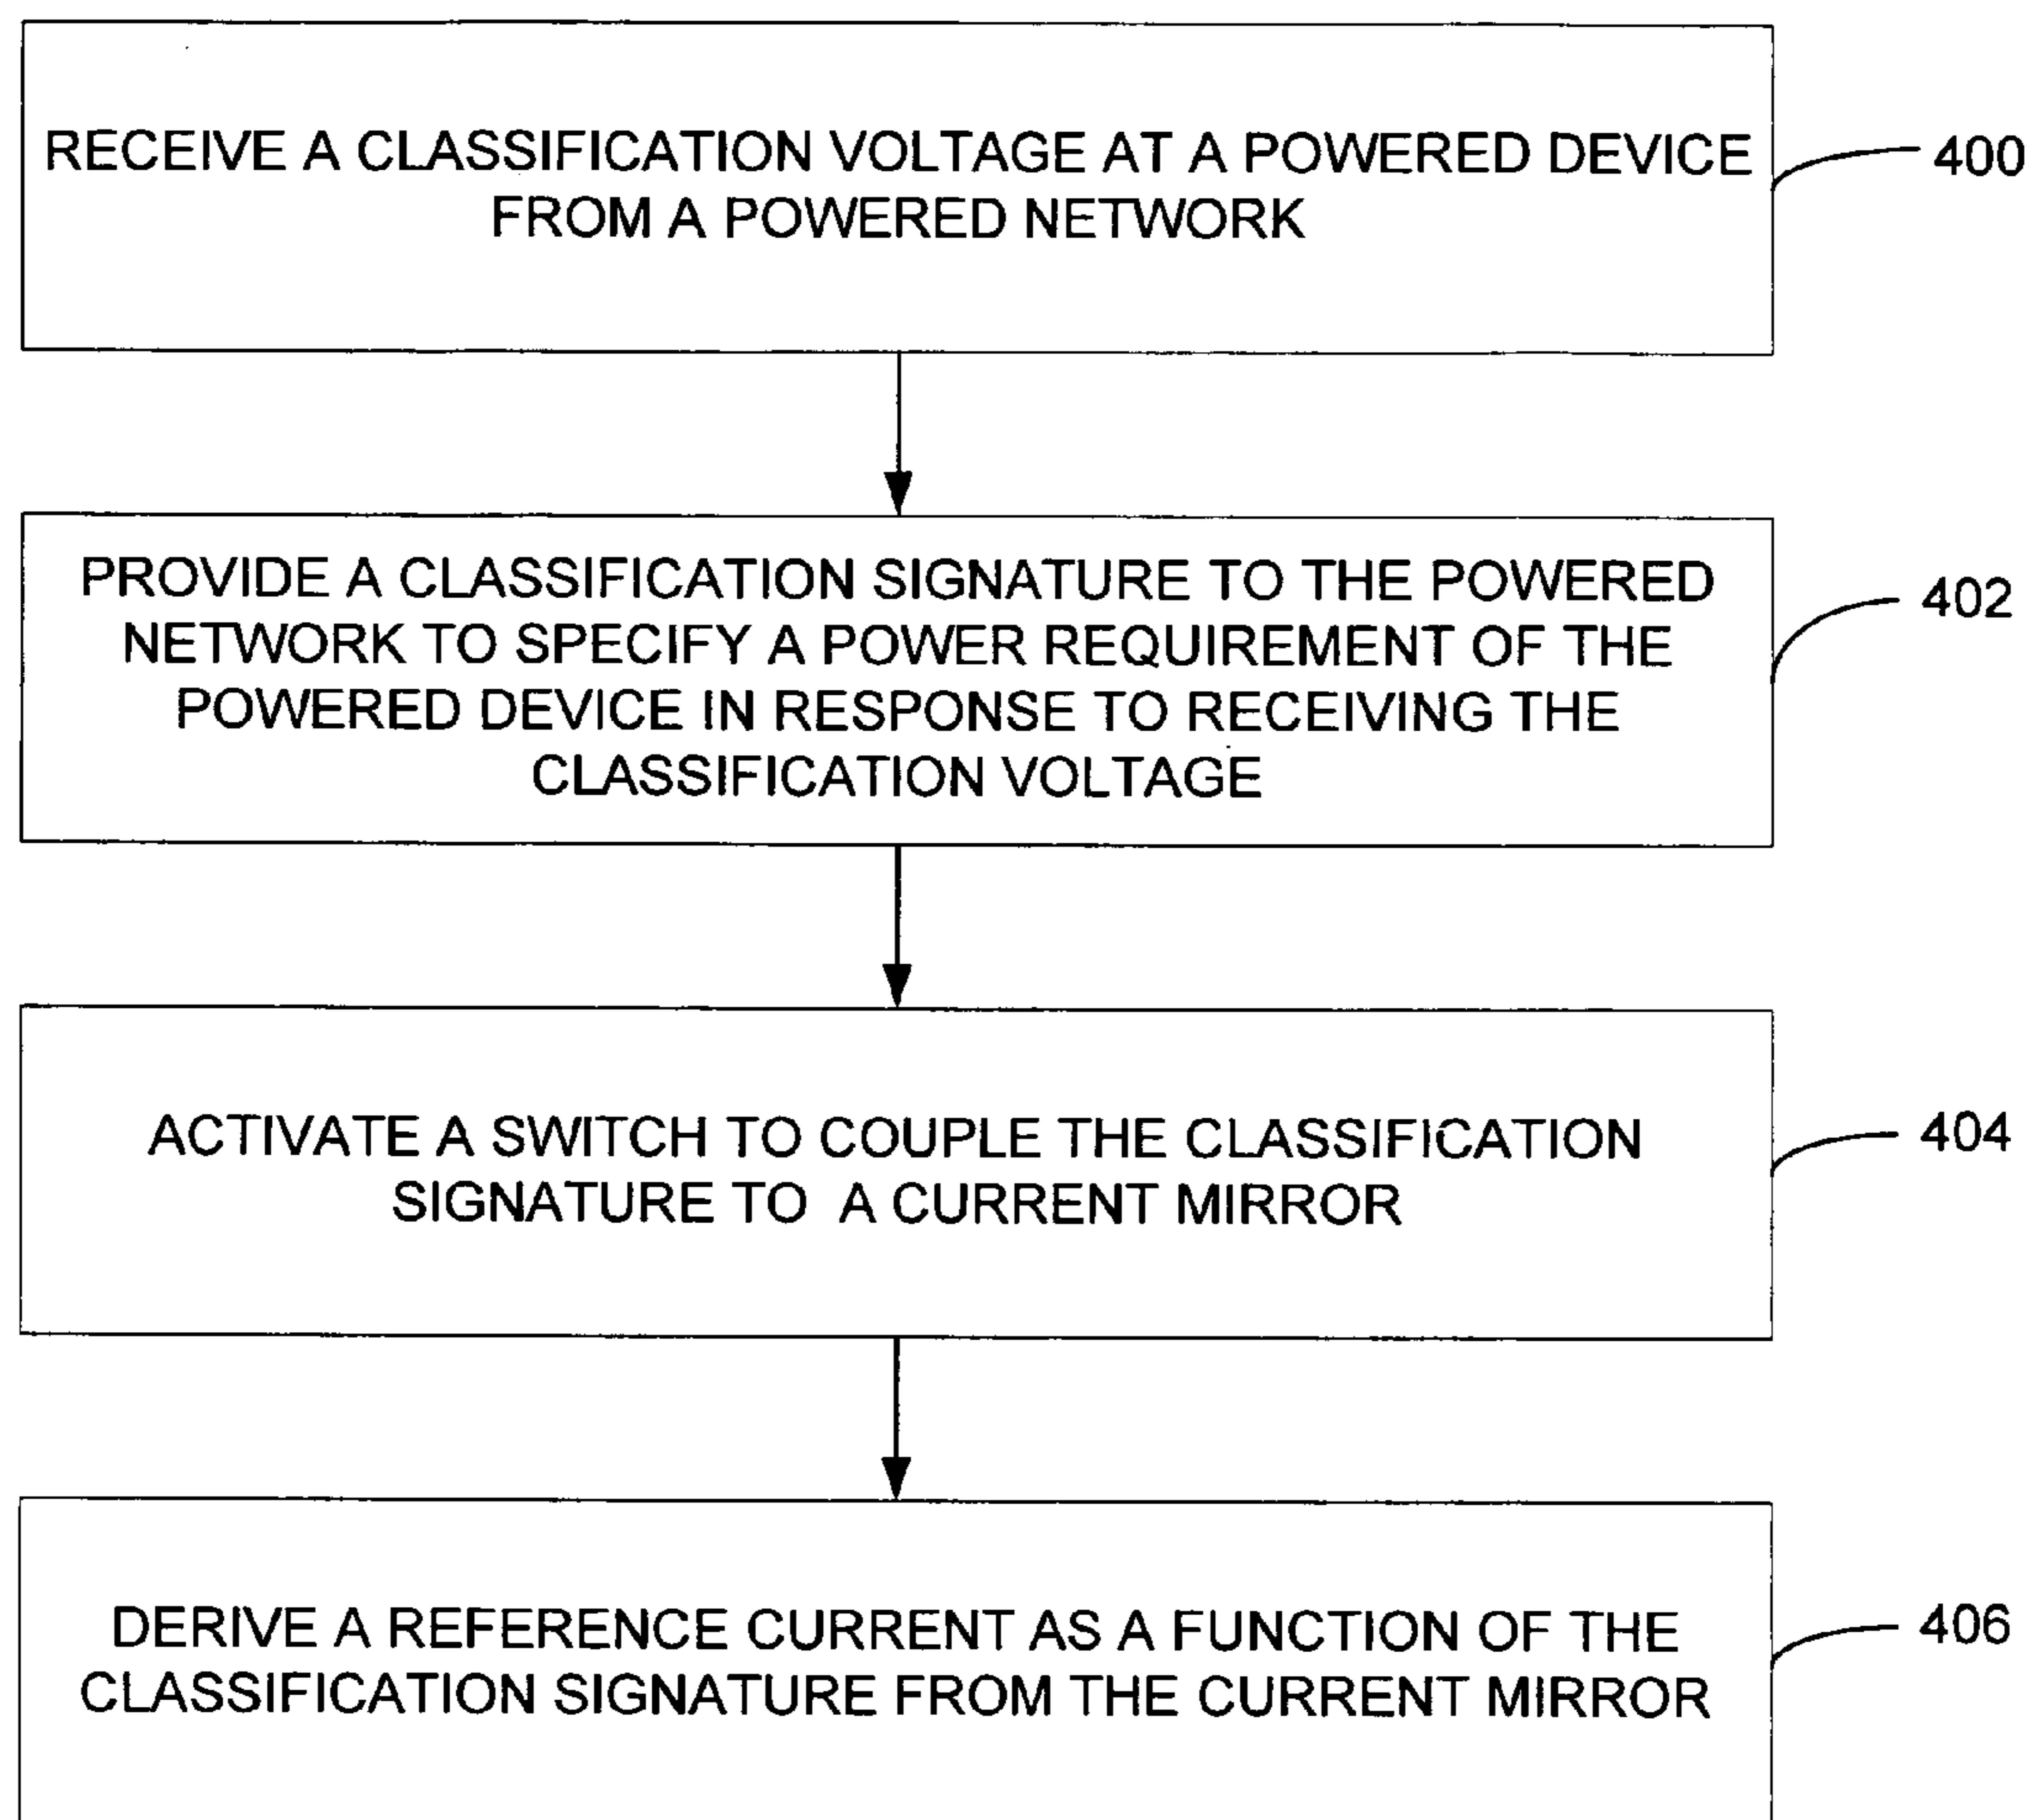 RECEIVE A CLASSIFICATION VOLTAGE AT A POWERED DEVICE
FROM A POWERED NETWORK
400
PROVIDE A CLASSIFICATION SIGNATURE TO THE POWERED
NETWORK TO SPECIFY A POWER REQUIREMENT OF THE
POWERED DEVICE IN RESPONSE TO RECEIVING THE
CLASSIFICATION VOLTAGE
402
ACTIVATE A SWITCH TO COUPLE THE CLASSIFICATION
SIGNATURE TO A CURRENT MIRROR
404
DERIVE A REFERENCE CURRENT AS A FUNCTION OF THE
CLASSIFICATION SIGNATURE FROM THE CURRENT MIRROR
406